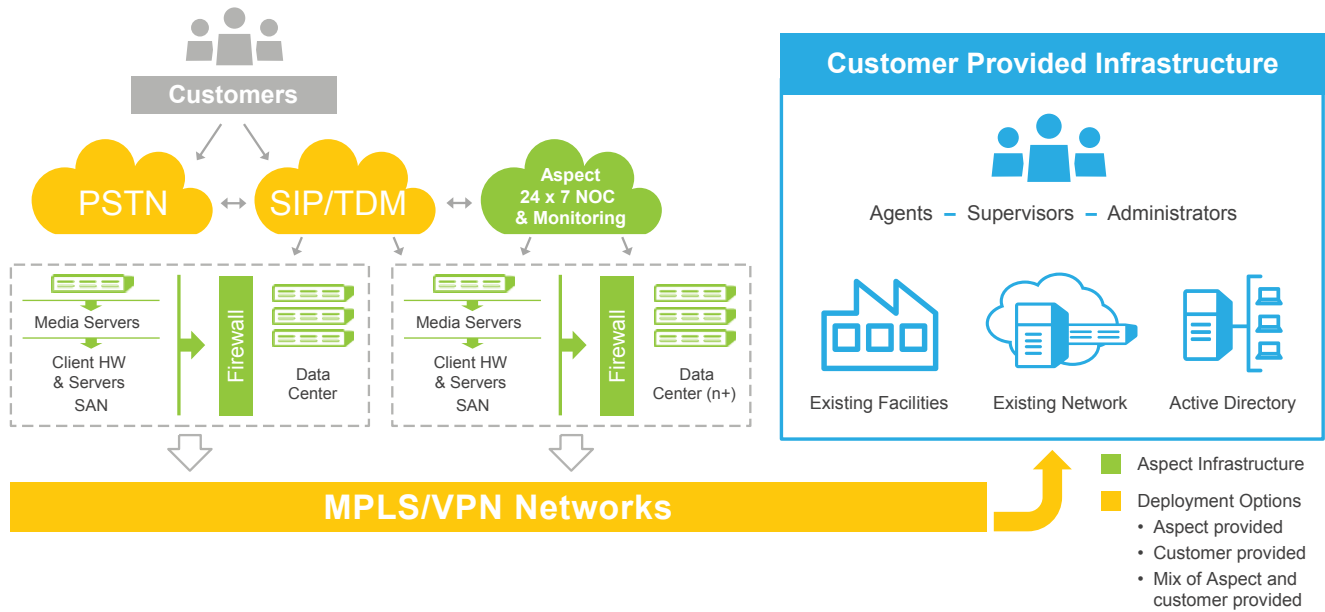 Customers
PSTN
SIP/TDM
Aspect
24 x 7 NOC
& Monitoring
Media Servers
Client HW
& Servers
SAN
Firewall
Data
Center
Media Servers
Client HW
& Servers
SAN
Firewall
Data
Center (n+)
MPLS/VPN Networks
Customer Provided Infrastructure
Agents – Supervisors – Administrators
Existing Facilities
Existing Network
Active Directory
Aspect Infrastructure
Deployment Options
• Aspect provided
• Customer provided
• Mix of Aspect and
customer provided